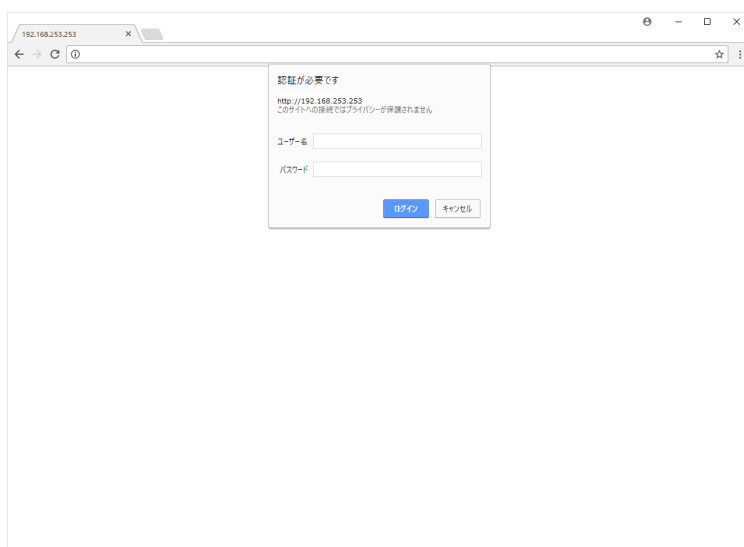 192.168.253.253
認証が必要です
http://192.168.253.253
このサイトへの接続ではプライバシーが保護されません
ユーザー名
パスワード
ログイン キャンセル